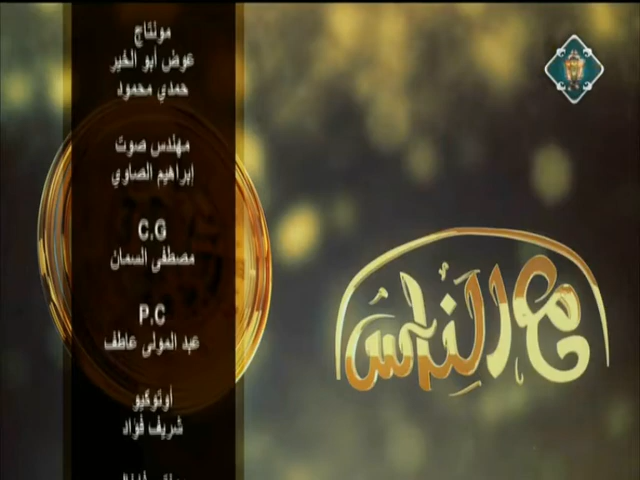 مونتاج
عوض أبو الخير
حمدي محمود
مهندس صوت
إبراهيم الصاوي
C.G
مصطفى السمان
P.C
عبد المولى عاطف
أوتوكيو
شريف فؤاد
مع الناس